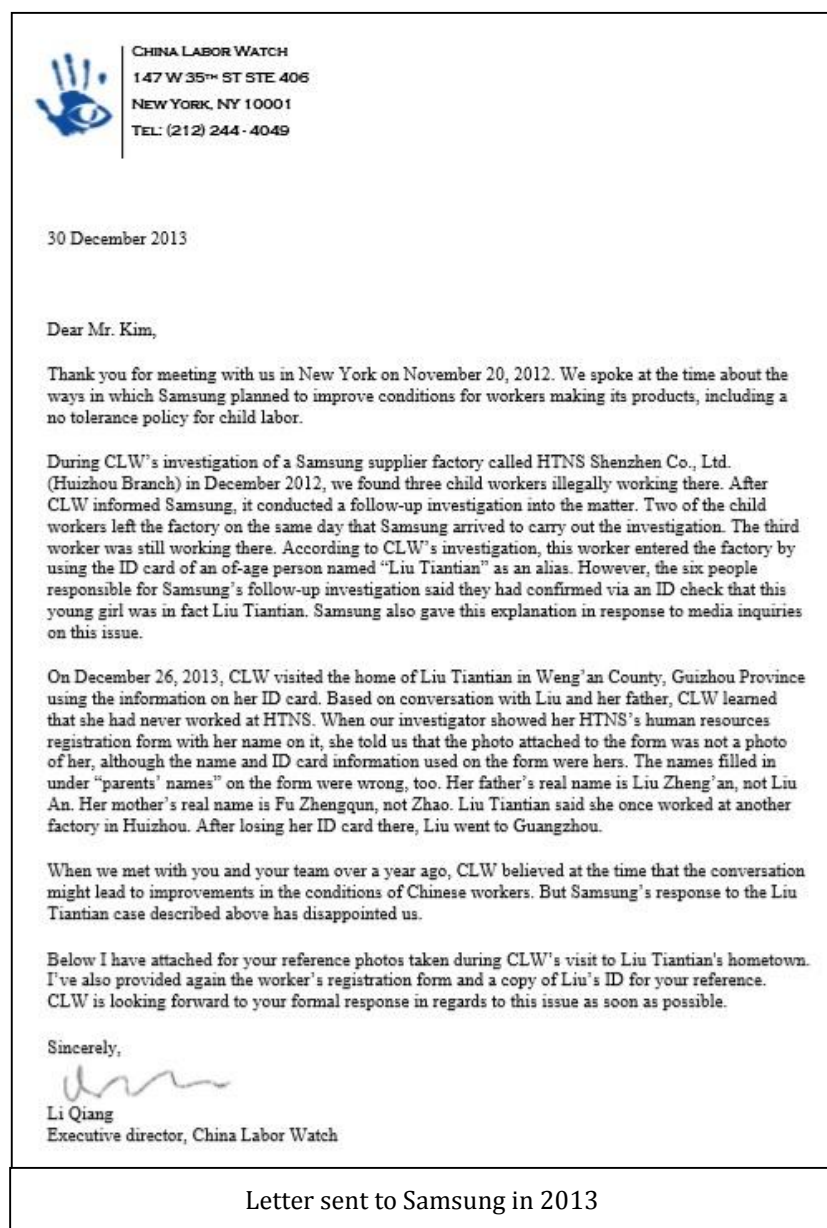 CHINA LABOR WATCH
147 W 35TH ST STE 406
NEW YORK, NY 10001
TEL: (212) 244 - 4049
30 December 2013
Dear Mr. Kim,
Thank you for meeting with us in New York on November 20, 2012. We spoke at the time about the
ways in which Samsung planned to improve conditions for workers making its products, including a
no tolerance policy for child labor.
During CLW’s investigation of a Samsung supplier factory called HTNS Shenzhen Co., Ltd.
(Huizhou Branch) in December 2012, we found three child workers illegally working there. After
CLW informed Samsung, it conducted a follow-up investigation into the matter. Two of the child
workers left the factory on the same day that Samsung arrived to carry out the investigation. The third
worker was still working there. According to CLW’s investigation, this worker entered the factory by
using the ID card of an of-age person named “Liu Tiantian” as an alias. However, the six people
responsible for Samsung’s follow-up investigation said they had confirmed via an ID check that this
young girl was in fact Liu Tiantian. Samsung also gave this explanation in response to media inquiries
on this issue.
On December 26, 2013, CLW visited the home of Liu Tiantian in Weng’an County, Guizhou Province
using the information on her ID card. Based on conversation with Liu and her father, CLW learned
that she had never worked at HTNS. When our investigator showed her HTNS’s human resources
registration form with her name on it, she told us that the photo attached to the form was not a photo
of her, although the name and ID card information used on the form were hers. The names filled in
under “parents’ names” on the form were wrong, too. Her father’s real name is Liu Zheng’an, not Liu
An. Her mother’s real name is Fu Zhengqun, not Zhao. Liu Tiantian said she once worked at another
factory in Huizhou. After losing her ID card there, Liu went to Guangzhou.
When we met with you and your team over a year ago, CLW believed at the time that the conversation
might lead to improvements in the conditions of Chinese workers. But Samsung’s response to the Liu
Tiantian case described above has disappointed us.
Below I have attached for your reference photos taken during CLW’s visit to Liu Tiantian's hometown.
I’ve also provided again the worker’s registration form and a copy of Liu’s ID for your reference.
CLW is looking forward to your formal response in regards to this issue as soon as possible.
Sincerely,
Li Qiang
Executive director, China Labor Watch
Letter sent to Samsung in 2013